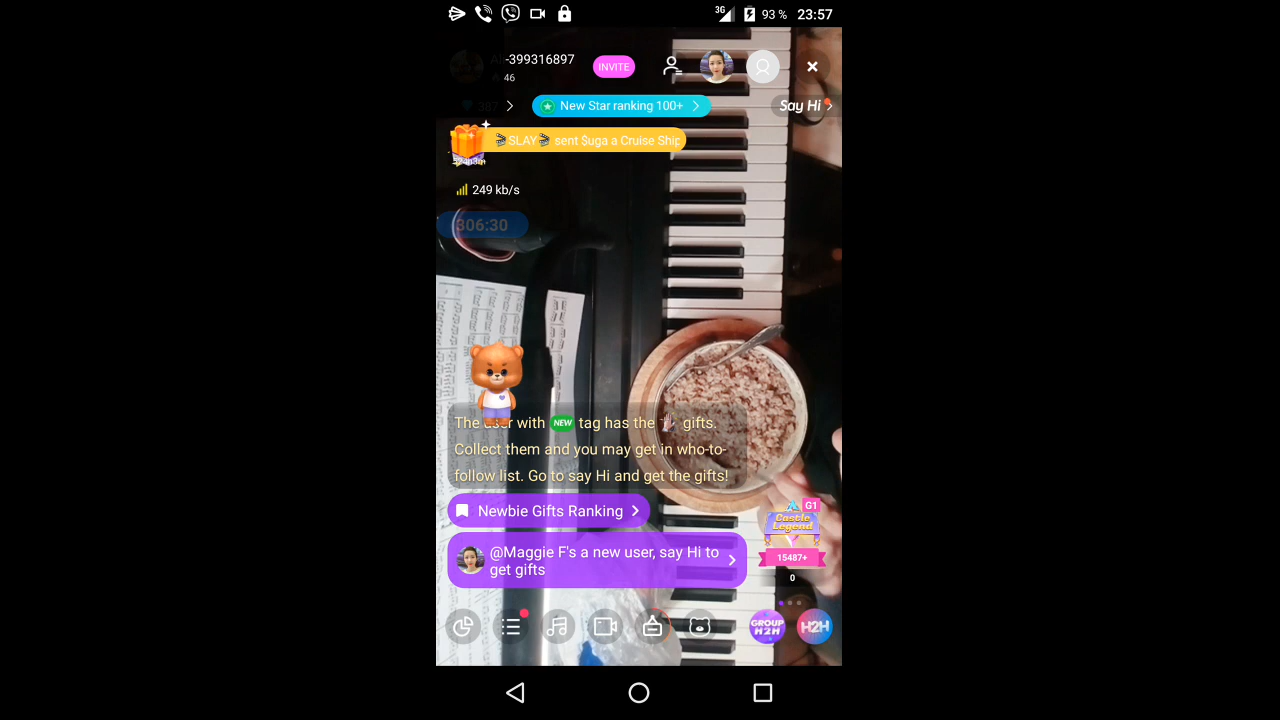 3G
93 %
23:57
-399316897
46
INVITE
387
New Star ranking 100+
Say Hi
SLAY sent $uga a Cruise Ship
249 kb/s
306:30
The user with NEW tag has the gifts.
Collect them and you may get in who-to-
follow list. Go to say Hi and get the gifts!
Newbie Gifts Ranking
@Maggie F's a new user, say Hi to
get gifts
G1
Castle
Legend
15487+
0
GROUP
H2H
H2H